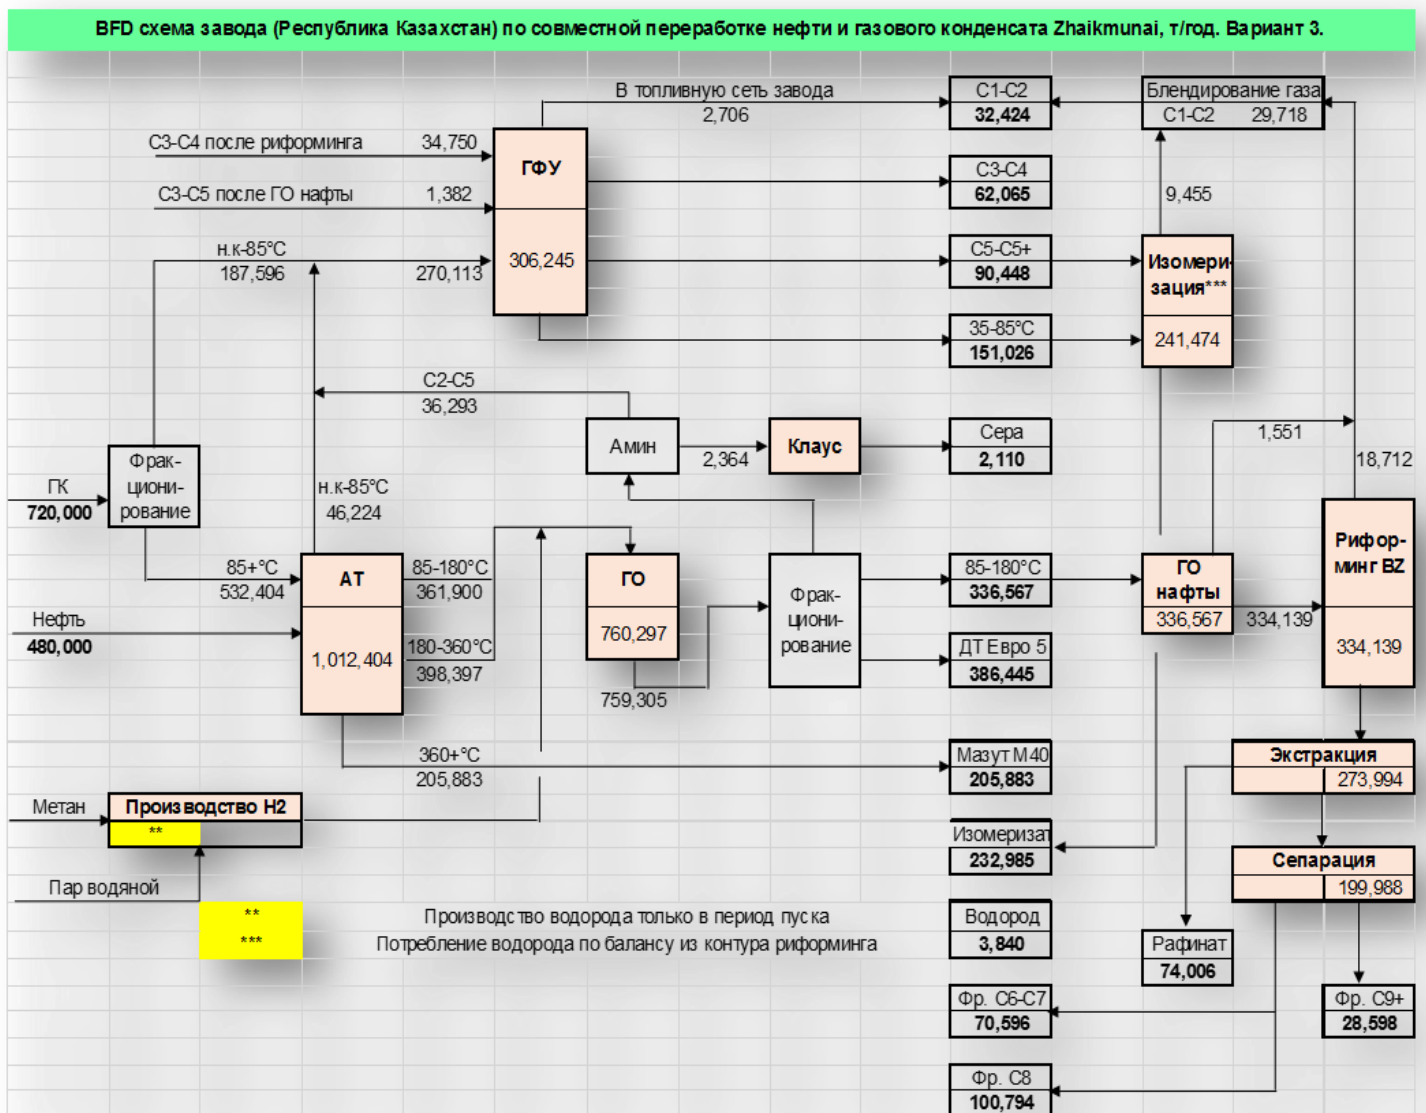 BFD схема завода (Республика Казахстан) по совместной переработке нефти и газового конденсата Zhaikmunai, т/год. Вариант 3.
В топливную сеть завода
2,706
С1-С2
32,424
Блендирование газа
С1-С2 29,718
С3-С4 после риформинга 34,750
ГФУ
306,245
С3-С4
62,065
С3-С5 после ГО нафты 1,382
9,455
н.к-85°С
187,596
270,113
С5-С5+
90,448
Изомери-
зация***
241,474
35-85°С
151,026
С2-С5
36,293
Амин
2,364
Клаус
Сера
2,110
1,551
18,712
ГК
720,000
Фрак-
циони-
рование
н.к-85°С
46,224
85+°С
532,404
АТ
1,012,404
85-180°С
361,900
ГО
760,297
Фрак-
циони-
рование
85-180°С
336,567
ГО
нафты
336,567
334,139
Рифор-
минг BZ
334,139
Нефть
480,000
180-360°С
398,397
759,305
ДТ Евро 5
386,445
360+°С
205,883
Мазут М40
205,883
Экстракция
273,994
Метан
Производство Н2
**
Изомеризат
232,985
Сепарация
199,988
Пар водяной
** Производство водорода только в период пуска
*** Потребление водорода по балансу из контура риформинга
Водород
3,840
Рафинат
74,006
Фр. С6-С7
70,596
Фр. С9+
28,598
Фр. С8
100,794